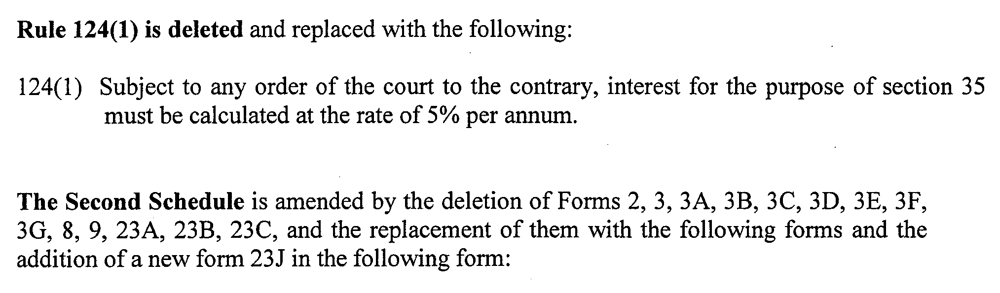 Rule 124(1) is deleted and replaced with the following:
124(1) Subject to any order of the court to the contrary, interest for the purpose of section 35
must be calculated at the rate of 5% per annum.
The Second Schedule is amended by the deletion of Forms 2, 3, 3A, 3B, 3C, 3D, 3E, 3F,
3G, 8, 9, 23A, 23B, 23C, and the replacement of them with the following forms and the
addition of a new form 23J in the following form: